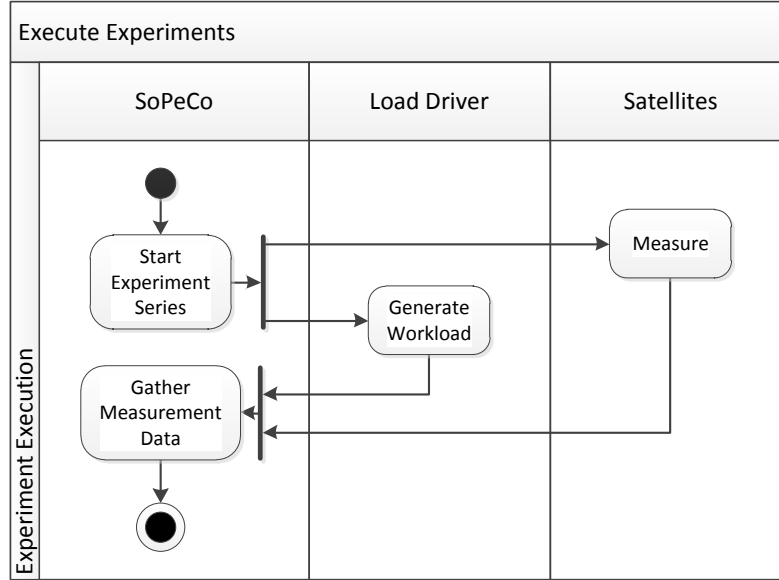 Execute Experiments
SoPeCo
Load Driver
Satellites
Experiment Execution
Start
Experiment
Series
Measure
Generate
Workload
Gather
Measurement
Data